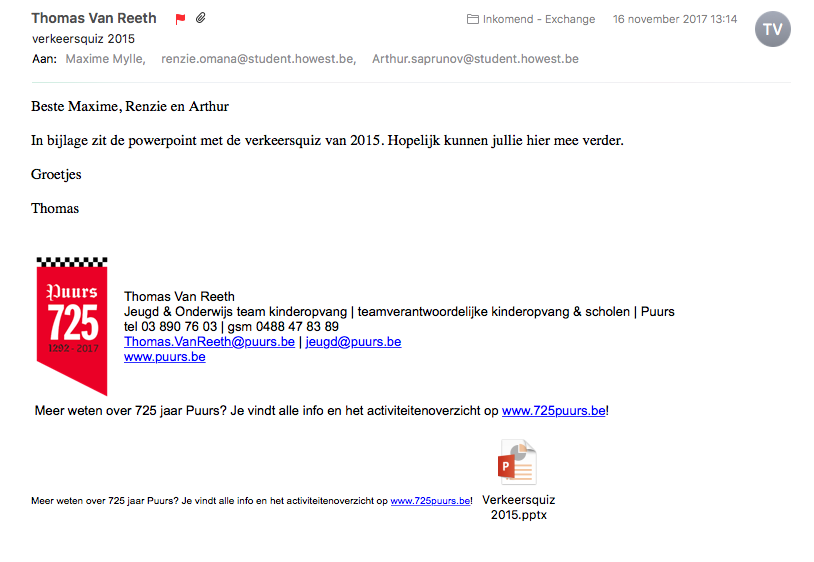 Thomas Van Reeth
Inkomend - Exchange 16 november 2017 13:14
TV
verkeersquiz 2015
Aan: Maxime Mylle, renzie.omana@student.howest.be, Arthur.saprunov@student.howest.be
Beste Maxime, Renzie en Arthur
In bijlage zit de powerpoint met de verkeersquiz van 2015. Hopelijk kunnen jullie hier mee verder.
Groetjes
Thomas
Puurs
725
1292 - 2017
Thomas Van Reeth
Jeugd & Onderwijs team kinderopvang | teamverantwoordelijke kinderopvang & scholen | Puurs
tel 03 890 76 03 | gsm 0488 47 83 89
Thomas.VanReeth@puurs.be | jeugd@puurs.be
www.puurs.be
Meer weten over 725 jaar Puurs? Je vindt alle info en het activiteitenoverzicht op www.725puurs.be!
P
Meer weten over 725 jaar Puurs? Je vindt alle info en het activiteitenoverzicht op www.725puurs.be!
Verkeersquiz
2015.pptx